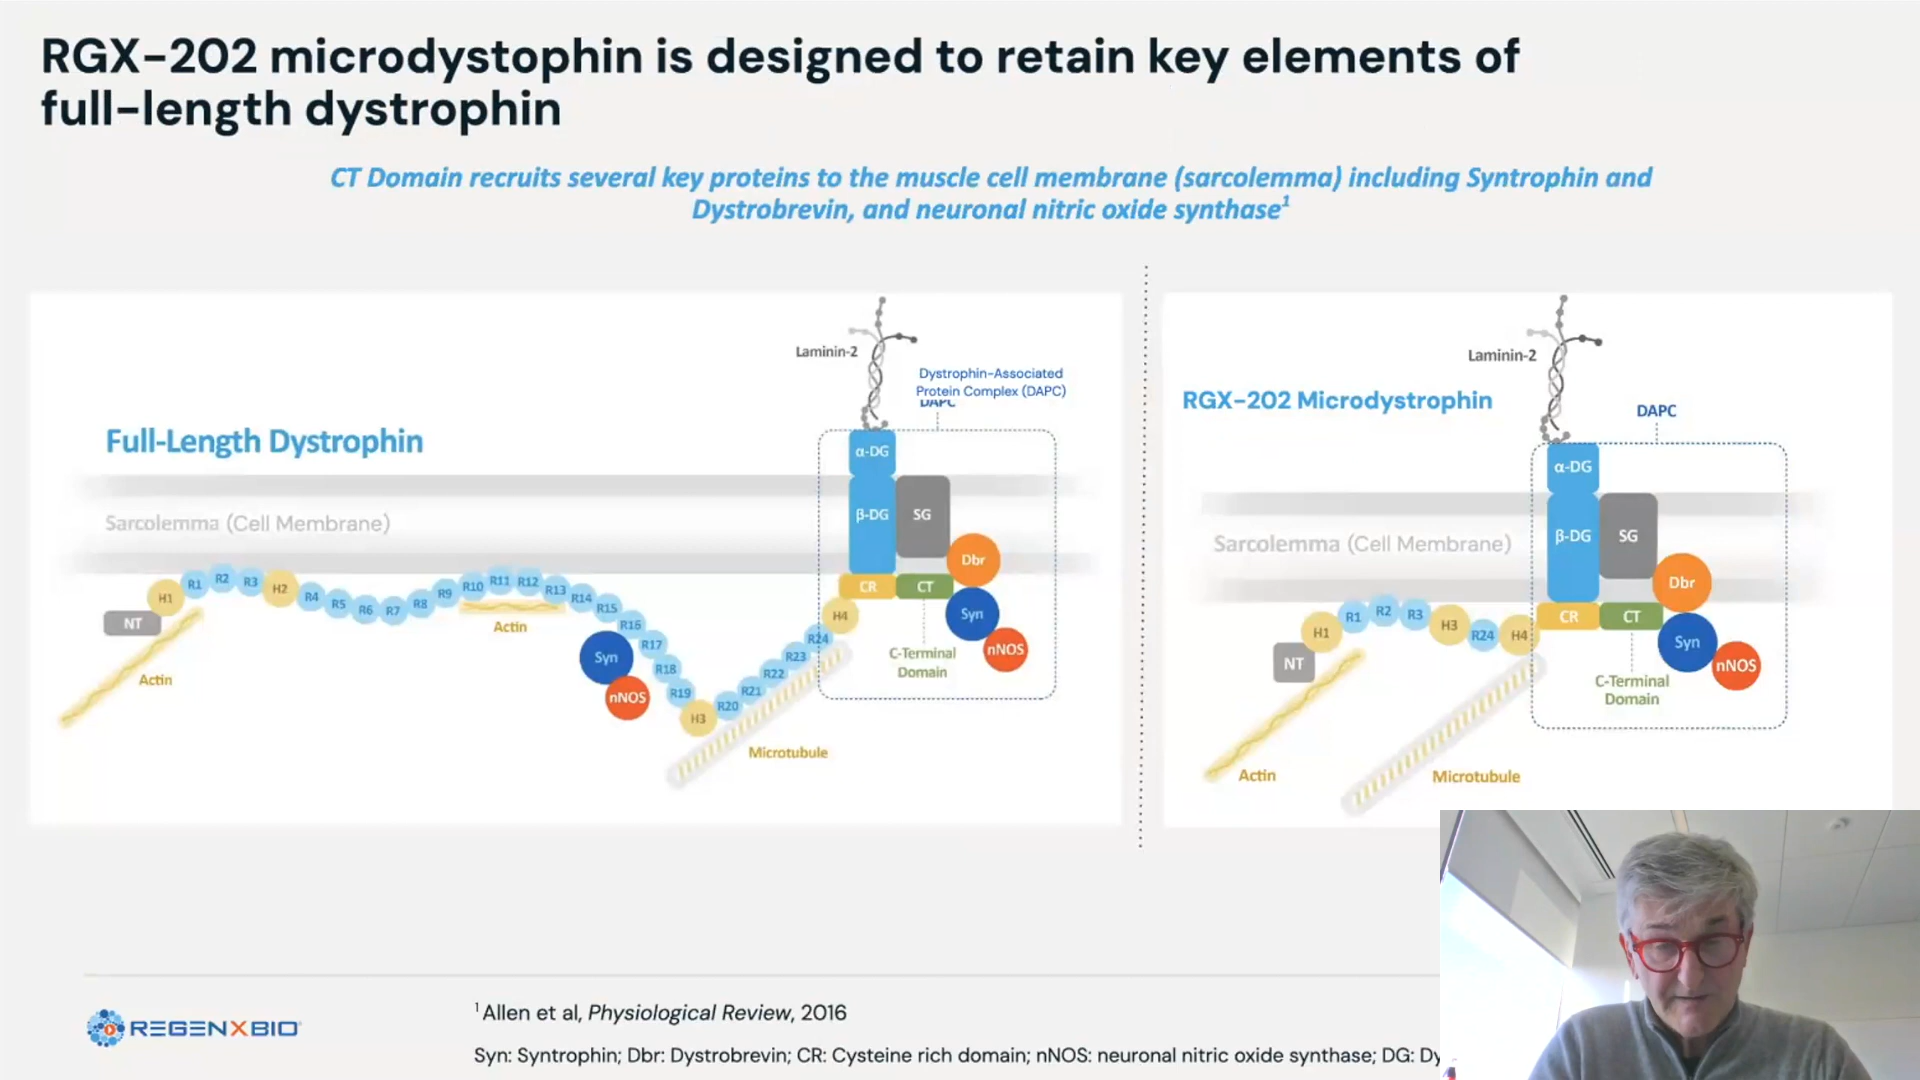 RGX-202 microdystophin is designed to retain key elements of
full-length dystrophin
CT Domain recruits several key proteins to the muscle cell membrane (sarcolemma) including Syntrophin and
Dystrobrevin, and neuronal nitric oxide synthase1
Laminin-2
Dystrophin-Associated
Protein Complex (DAPC)
DAPC
Full-Length Dystrophin
α-DG
Sarcolemma (Cell Membrane)
β-DG
SG
Dbr
CR
CT
NT
H1
R1
R2
R3
H2
R4
R5
R6
R7
R8
R9
R10
R11
R12
R13
R14
R15
R16
R17
R18
R19
H3
R20
R21
R22
R23
R24
H4
Actin
Actin
Syn
nNOS
Syn
nNOS
C-Terminal
Domain
Microtubule
Laminin-2
RGX-202 Microdystrophin
DAPC
α-DG
Sarcolemma (Cell Membrane)
β-DG
SG
Dbr
CR
CT
NT
H1
R1
R2
R3
H3
R24
H4
Syn
nNOS
C-Terminal
Domain
Actin
Microtubule
REGENXBIO
1 Allen et al, Physiological Review, 2016
Syn: Syntrophin; Dbr: Dystrobrevin; CR: Cysteine rich domain; nNOS: neuronal nitric oxide synthase; DG: Dy